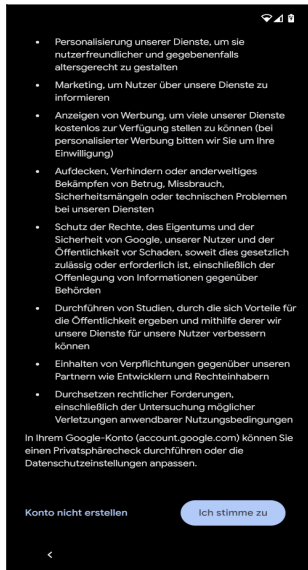 • Personalisierung unserer Dienste, um sie
nutzerfreundlicher und gegebenenfalls
altersgerecht zu gestalten
• Marketing, um Nutzer über unsere Dienste zu
informieren
• Anzeigen von Werbung, um viele unserer Dienste
kostenlos zur Verfügung stellen zu können (bei
personalisierter Werbung bitten wir Sie um Ihre
Einwilligung)
• Aufdecken, Verhindern oder anderweitiges
Bekämpfen von Betrug, Missbrauch,
Sicherheitsmängeln oder technischen Problemen
bei unseren Diensten
• Schutz der Rechte, des Eigentums und der
Sicherheit von Google, unserer Nutzer und der
Öffentlichkeit vor Schaden, soweit dies gesetzlich
zulässig oder erforderlich ist, einschließlich der
Offenlegung von Informationen gegenüber
Behörden
• Durchführen von Studien, durch die sich Vorteile für
die Öffentlichkeit ergeben und mithilfe derer wir
unsere Dienste für unsere Nutzer verbessern
können
• Einhalten von Verpflichtungen gegenüber unseren
Partnern wie Entwicklern und Rechteinhabern
• Durchsetzen rechtlicher Forderungen,
einschließlich der Untersuchung möglicher
Verletzungen anwendbarer Nutzungsbedingungen
In Ihrem Google-Konto (account.google.com) können Sie
einen Privatsphärecheck durchführen oder die
Datenschutzeinstellungen anpassen.
Konto nicht erstellen
Ich stimme zu